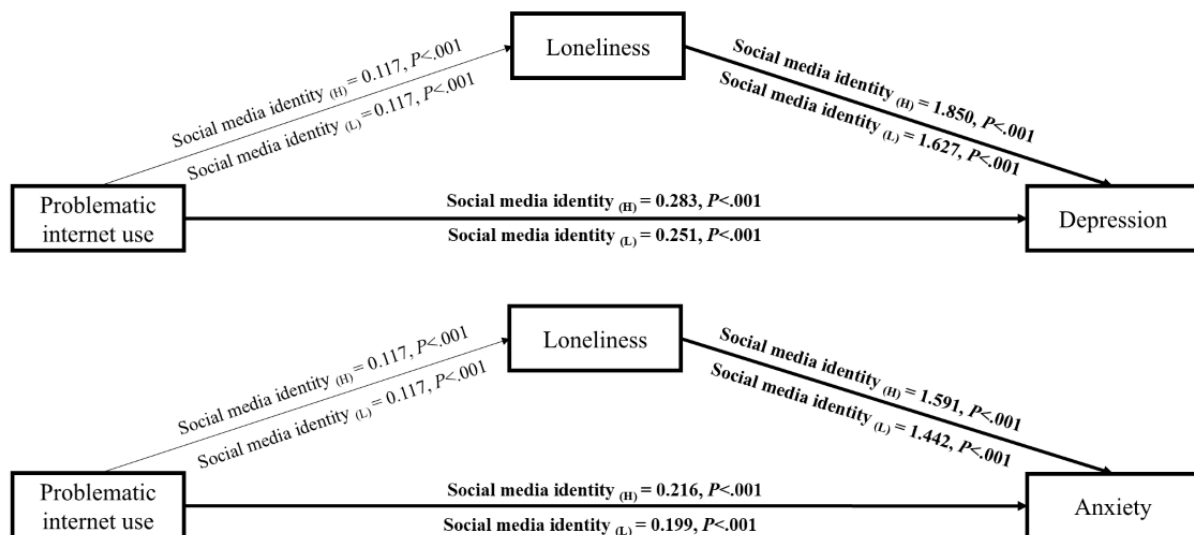 Loneliness
Social media identity (H) = 0.117, P<.001
Social media identity (L) = 0.117, P<.001
Social media identity (H) = 1.850, P<.001
Social media identity (L) = 1.627, P<.001
Problematic
internet use
Social media identity (H) = 0.283, P<.001
Social media identity (L) = 0.251, P<.001
Depression
Loneliness
Social media identity (H) = 0.117, P<.001
Social media identity (L) = 0.117, P<.001
Social media identity (H) = 1.591, P<.001
Social media identity (L) = 1.442, P<.001
Problematic
internet use
Social media identity (H) = 0.216, P<.001
Social media identity (L) = 0.199, P<.001
Anxiety